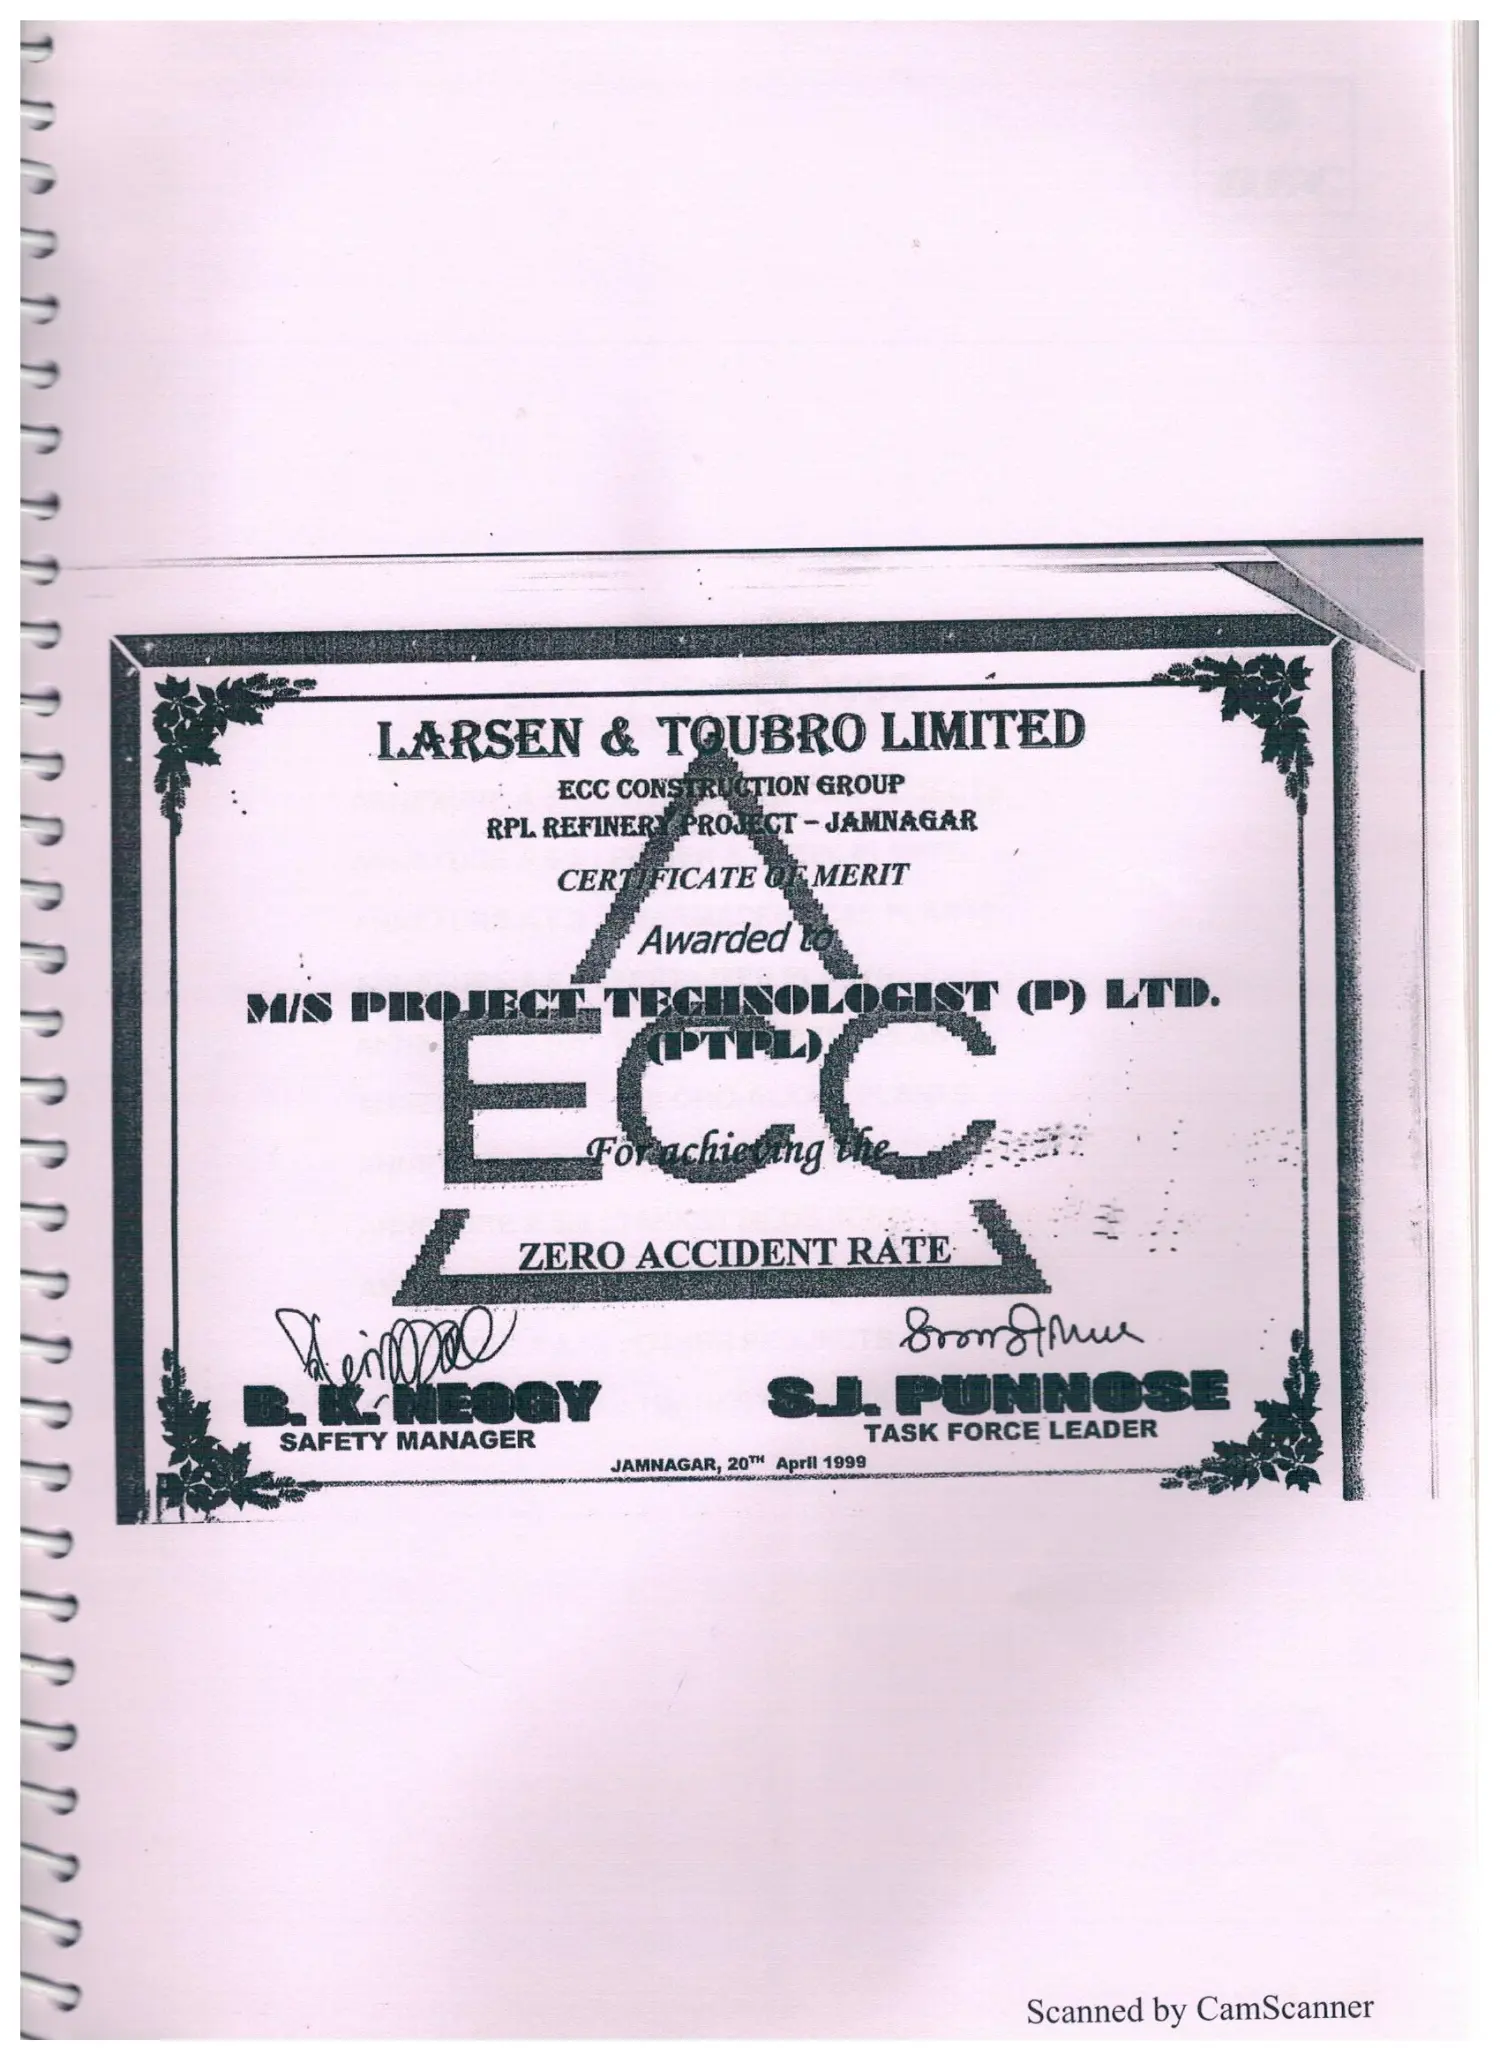 LARSEN & TOUBRO LIMITED
ECC CONSTRUCTION GROUP
RPL REFINERY PROJECT – JAMNAGAR
CERTIFICATE OF MERIT
Awarded to
M/S PROJECT TECHNOLOGIST (P) LTD.
(PTPL)
ECC
For achieving the
ZERO ACCIDENT RATE
B. K. NEOGY
SAFETY MANAGER
S.J. PUNNOSE
TASK FORCE LEADER
JAMNAGAR, 20TH April 1999
Scanned by CamScanner